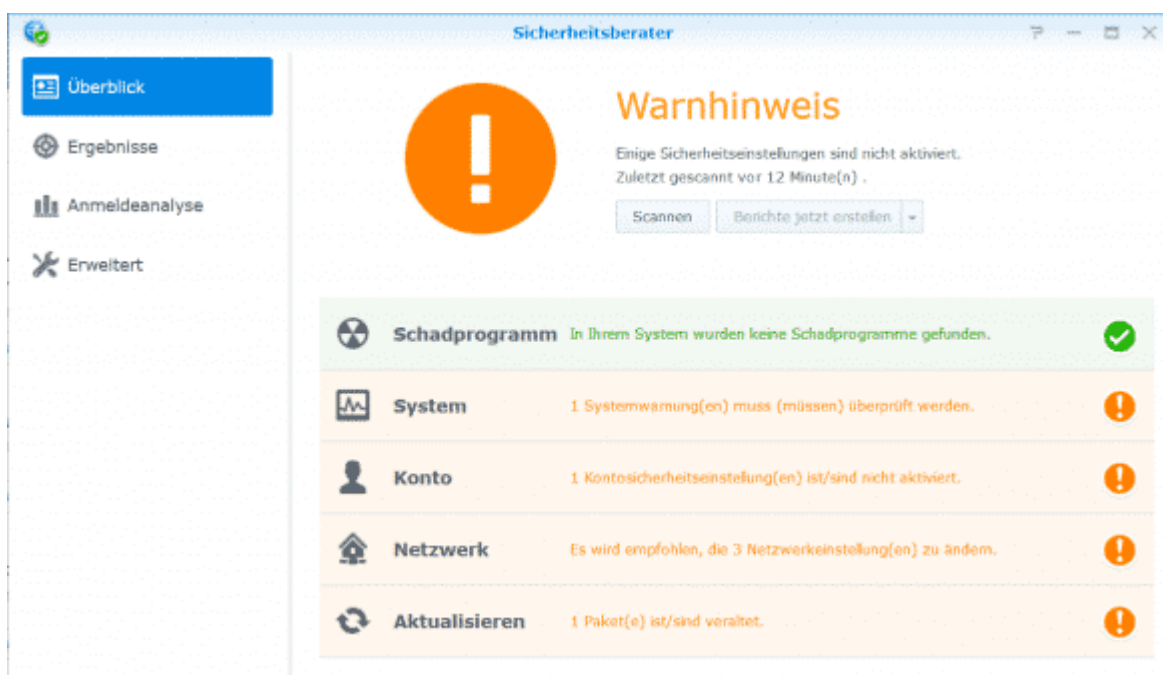 Sicherheitsberater
Überblick
Ergebnisse
Anmeldeanalyse
Erweitert
Warnhinweis
Einige Sicherheitseinstellungen sind nicht aktiviert.
Zuletzt gescannt vor 12 Minute(n) .
Scannen Berichte jetzt erstellen
Schadprogramm In Ihrem System wurden keine Schadprogramme gefunden.
System 1 Systemwarnung(en) muss (müssen) überprüft werden.
Konto 1 Kontosicherheitseinstellung(en) ist/sind nicht aktiviert.
Netzwerk Es wird empfohlen, die 3 Netzwerkeinstellung(en) zu ändern.
Aktualisieren 1 Paket(e) ist/sind veraltet.